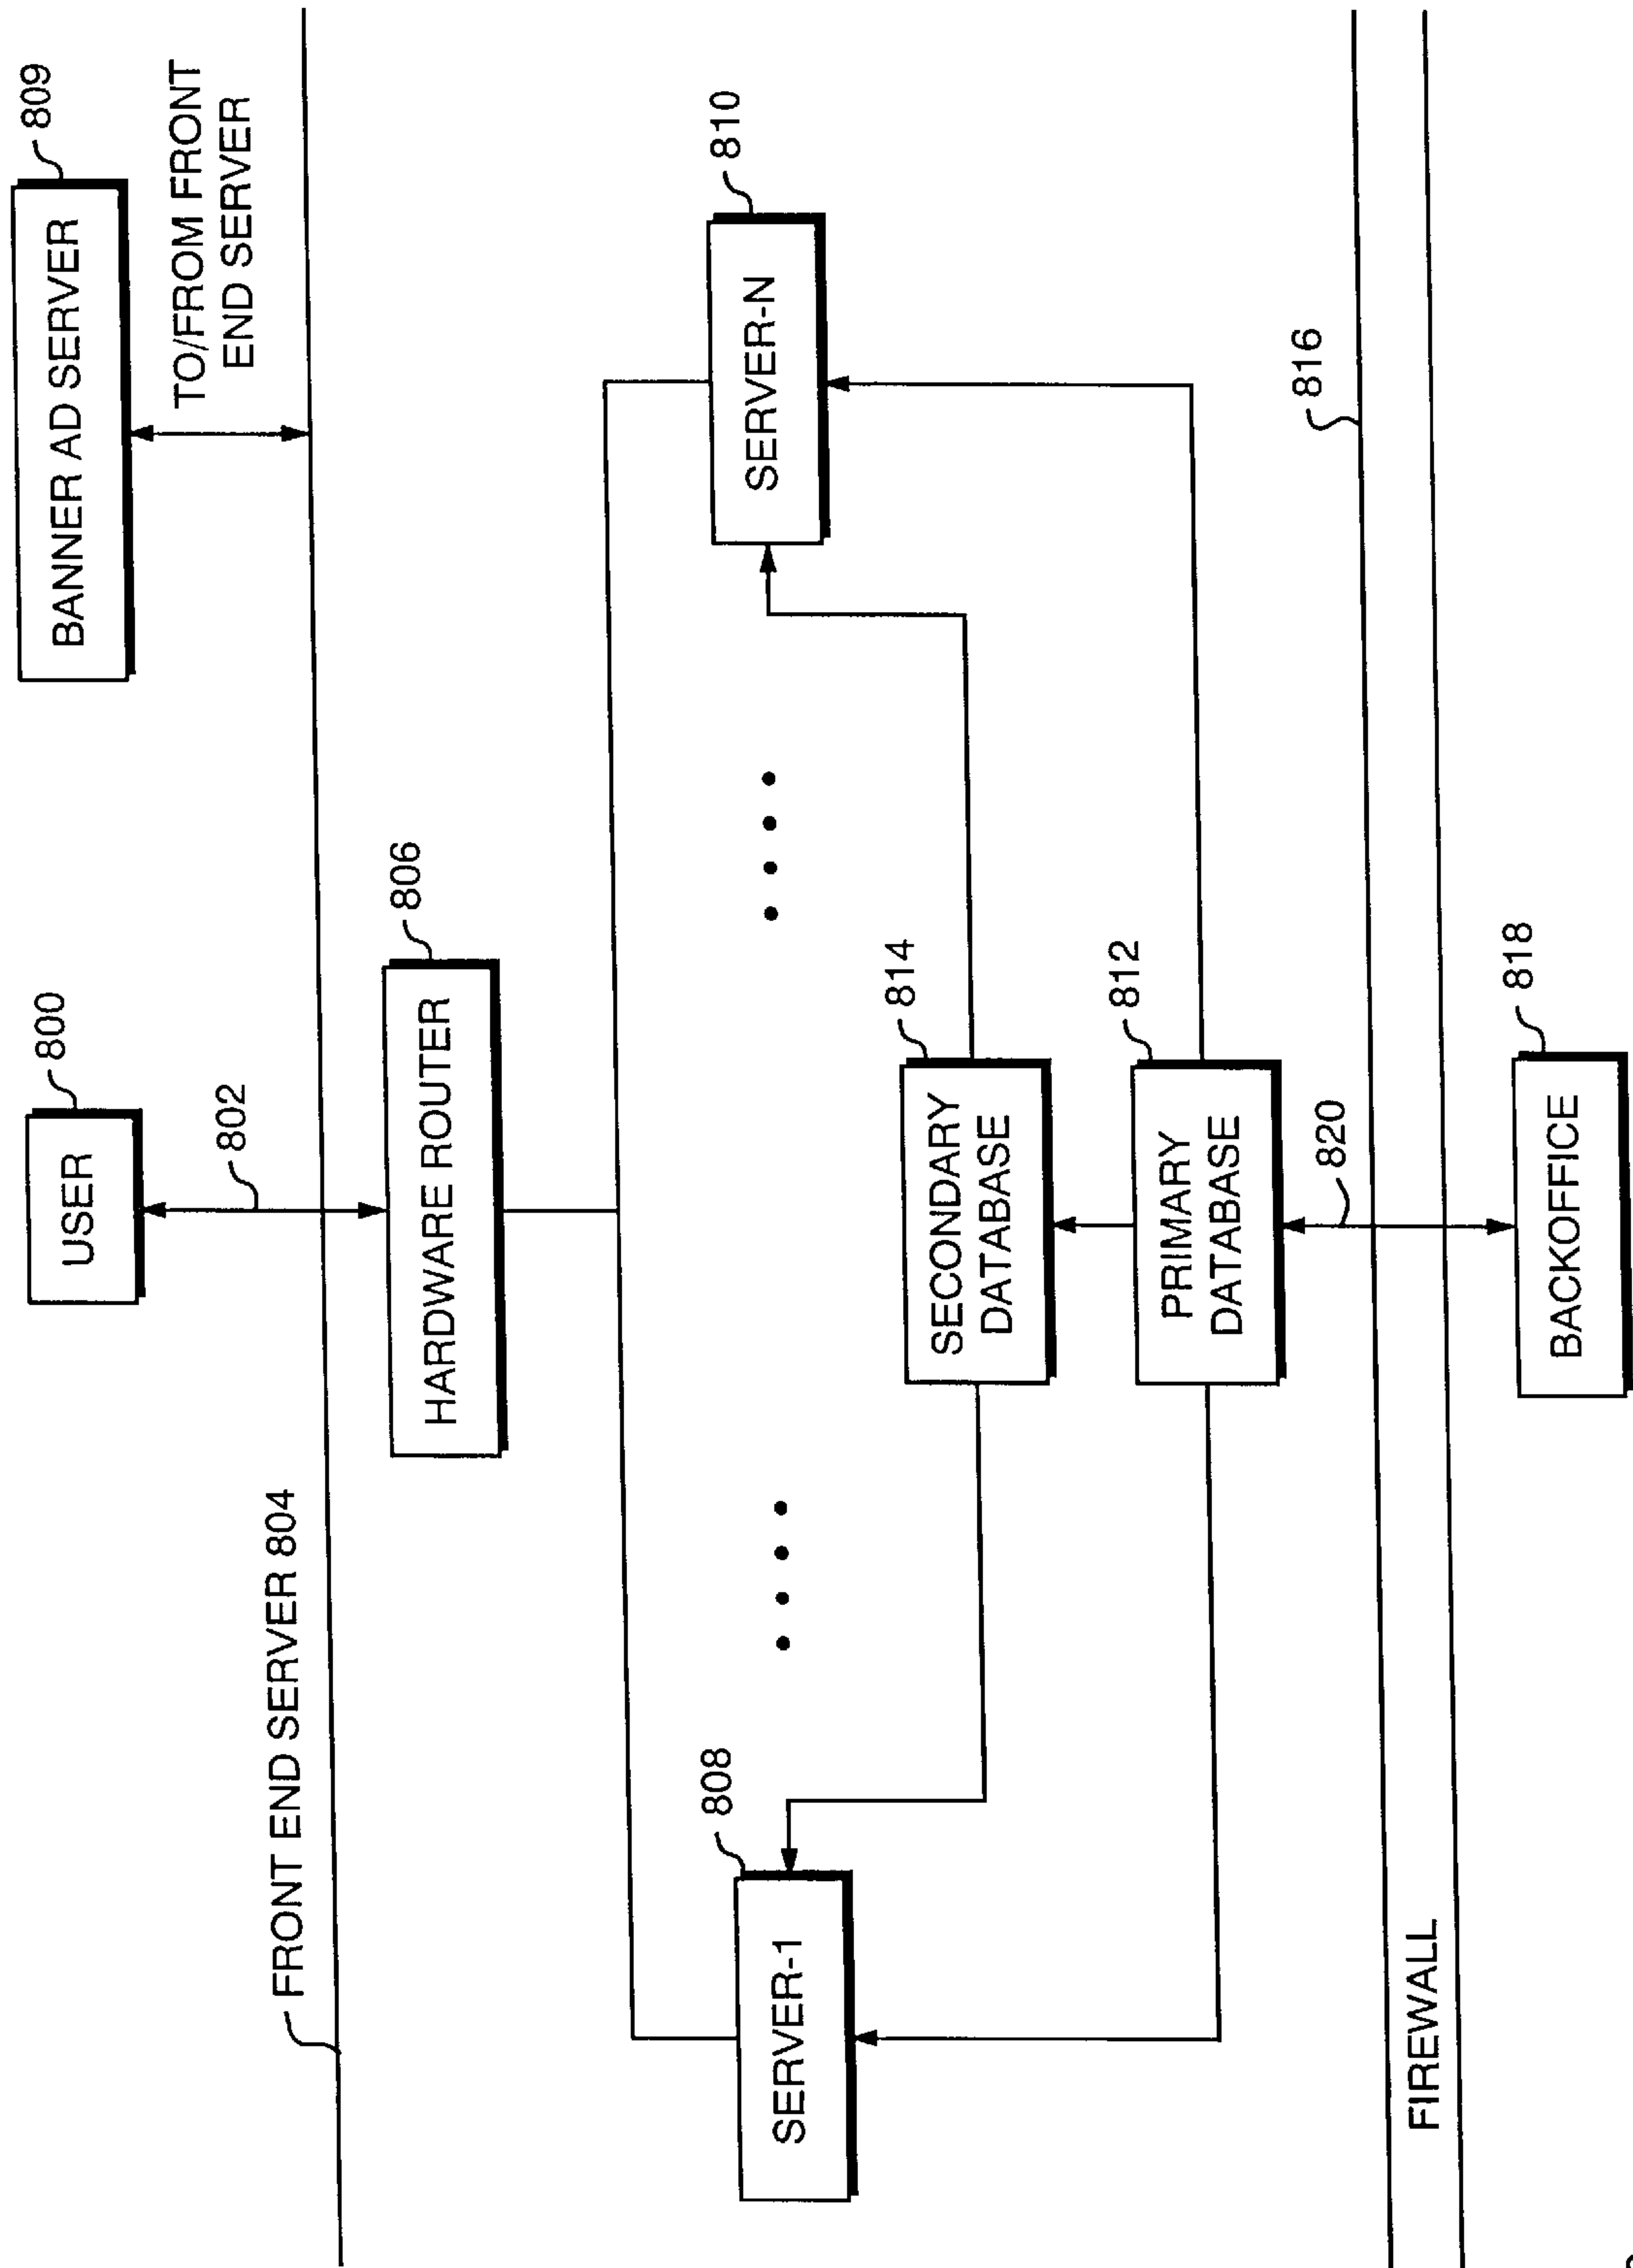 809
BANNER AD SERVER
TO/FROM FRONT
END SERVER
800
USER
802
FRONT END SERVER 804
806
HARDWARE ROUTER
808
SERVER-1
810
SERVER-N
814
SECONDARY
DATABASE
812
PRIMARY
DATABASE
816
820
FIREWALL
818
BACKOFFICE